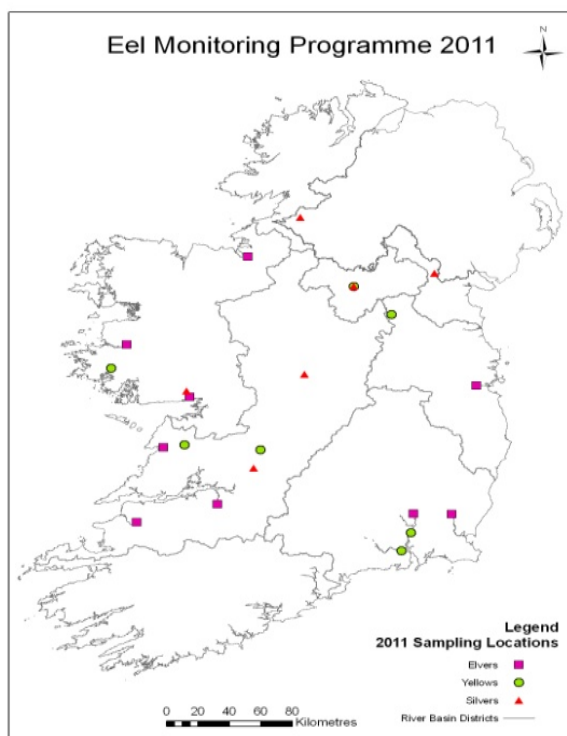 Eel Monitoring Programme 2011
N
Legend
2011 Sampling Locations
Elvers
Yellows
Silvers
River Basin Districts
0 20 40 60 80
Kilometres